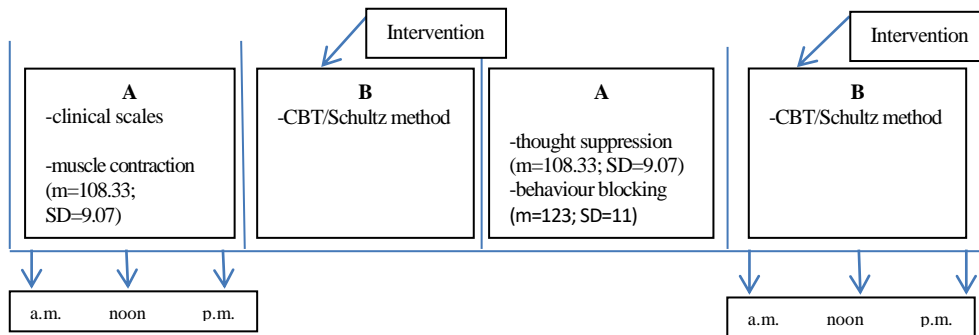 Intervention
Intervention
A
-clinical scales
-muscle contraction
(m=108.33;
SD=9.07)
B
-CBT/Schultz method
A
-thought suppression
(m=108.33; SD=9.07)
-behaviour blocking
(m=123; SD=11)
B
-CBT/Schultz method
a.m. noon p.m.
a.m. noon p.m.